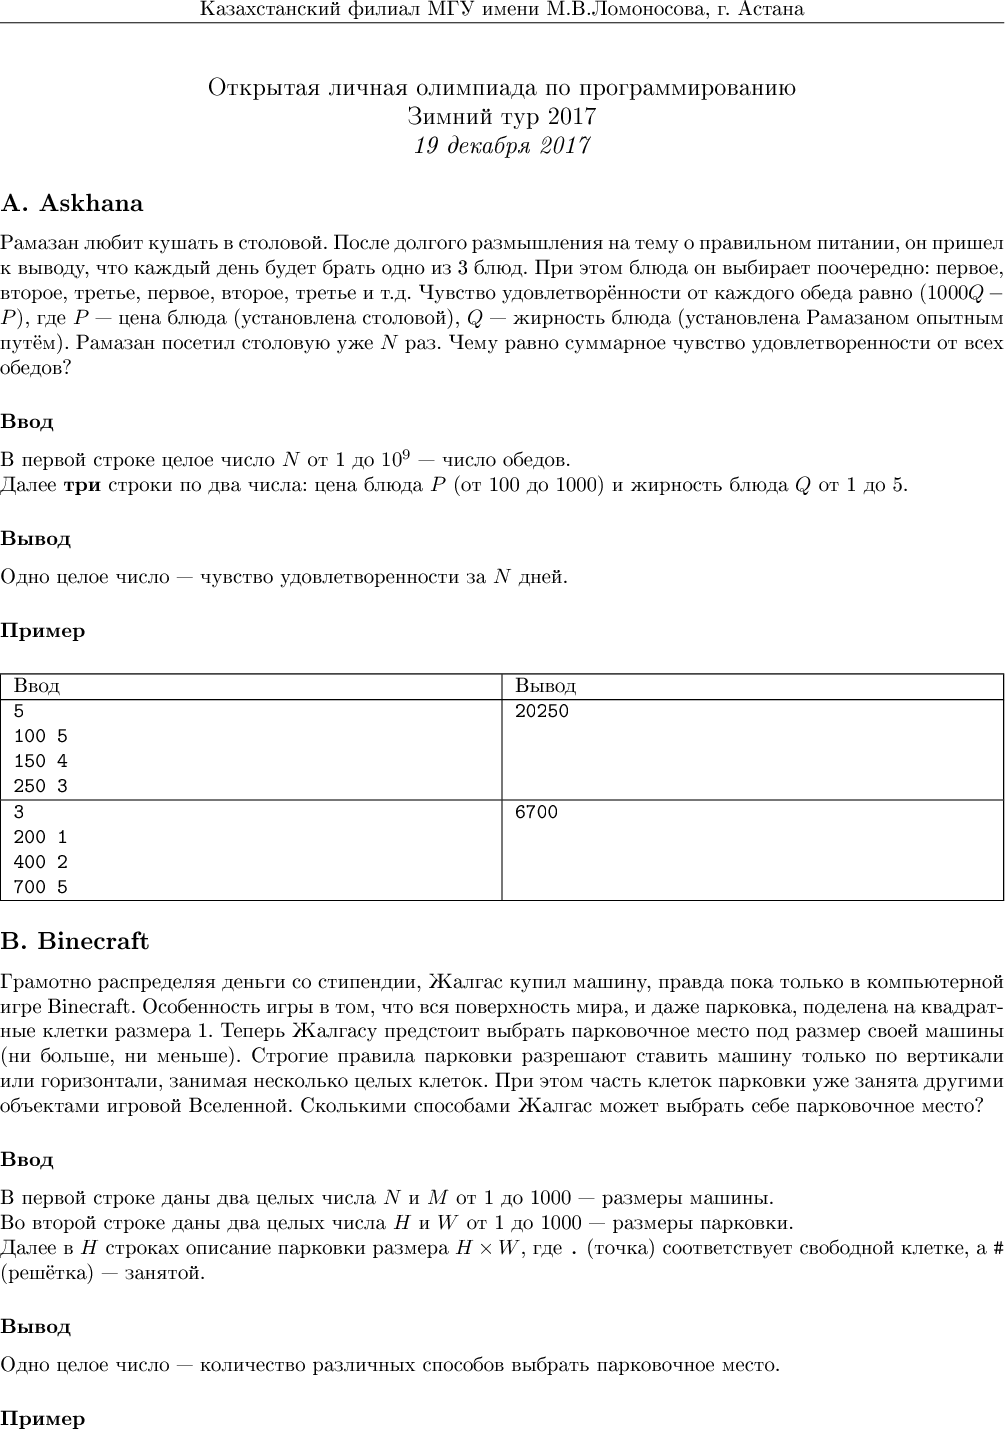 Казахстанский филиал МГУ имени М.В.Ломоносова, г. Астана
Открытая личная олимпиада по программированию
Зимний тур 2017
19 декабря 2017
A. Askhana
Рамазан любит кушать в столовой. После долгого размышления на тему о правильном питании, он пришел
к выводу, что каждый день будет брать одно из 3 блюд. При этом блюда он выбирает поочередно: первое,
второе, третье, первое, второе, третье и т.д. Чувство удовлетворённости от каждого обеда равно (1000Q −
P), где P — цена блюда (установлена столовой), Q — жирность блюда (установлена Рамазаном опытным
путём). Рамазан посетил столовую уже N раз. Чему равно суммарное чувство удовлетворенности от всех
обедов?
Ввод
В первой строке целое число N от 1 до 10⁹ — число обедов.
Далее три строки по два числа: цена блюда P (от 100 до 1000) и жирность блюда Q от 1 до 5.
Вывод
Одно целое число — чувство удовлетворенности за N дней.
Пример
Ввод Вывод
5 20250
100 5
150 4
250 3
3 6700
200 1
400 2
700 5
B. Binecraft
Грамотно распределяя деньги со стипендии, Жалгас купил машину, правда пока только в компьютерной
игре Binecraft. Особенность игры в том, что вся поверхность мира, и даже парковка, поделена на квадрат-
ные клетки размера 1. Теперь Жалгасу предстоит выбрать парковочное место под размер своей машины
(ни больше, ни меньше). Строгие правила парковки разрешают ставить машину только по вертикали
или горизонтали, занимая несколько целых клеток. При этом часть клеток парковки уже занята другими
объектами игровой Вселенной. Сколькими способами Жалгас может выбрать себе парковочное место?
Ввод
В первой строке даны два целых числа N и M от 1 до 1000 — размеры машины.
Во второй строке даны два целых числа H и W от 1 до 1000 — размеры парковки.
Далее в H строках описание парковки размера H × W, где . (точка) соответствует свободной клетке, а #
(решётка) — занятой.
Вывод
Одно целое число — количество различных способов выбрать парковочное место.
Пример